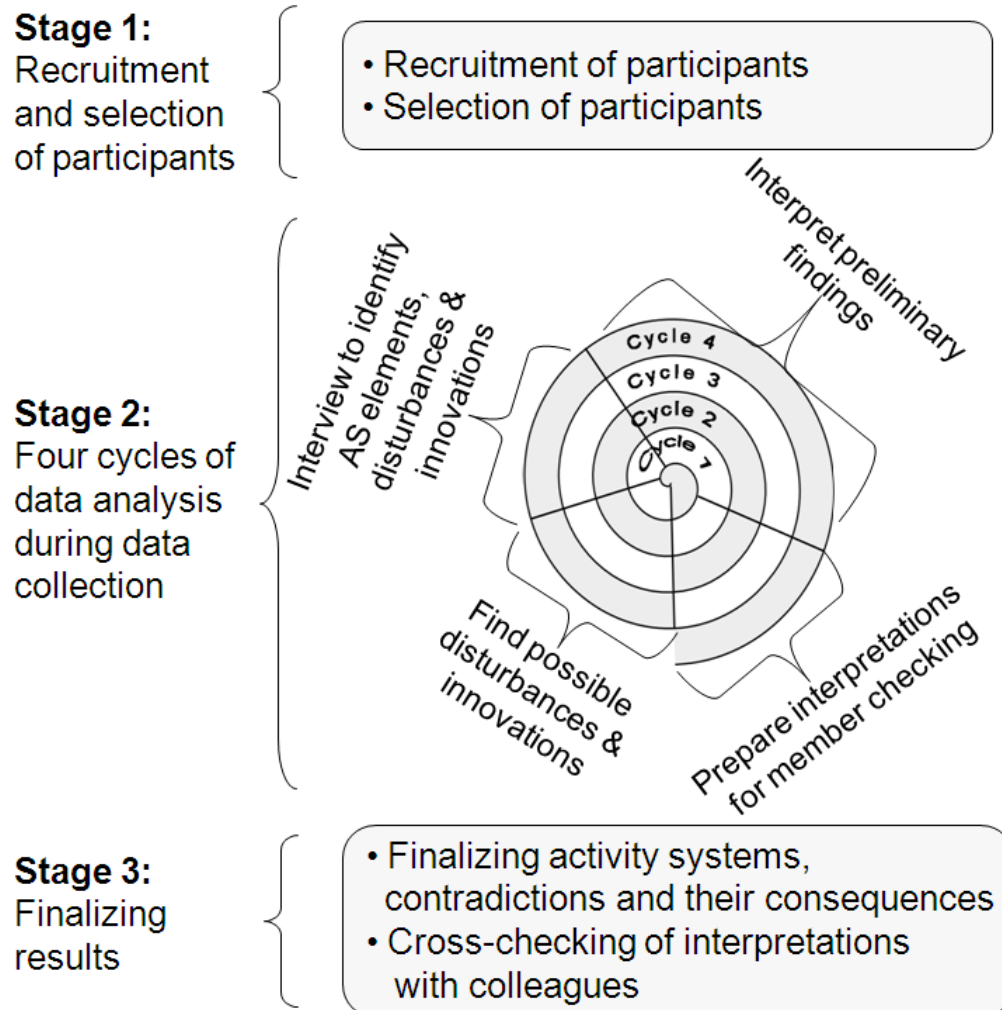 Stage 1:
Recruitment
and selection
of participants
• Recruitment of participants
• Selection of participants
Stage 2:
Four cycles of
data analysis
during data
collection
Interview to identify
AS elements,
disturbances &
innovations
Interpret preliminary
findings
Cycle 4
Cycle 3
Cycle 2
Cycle 1
Find possible
disturbances &
innovations
Prepare interpretations
for member checking
Stage 3:
Finalizing
results
• Finalizing activity systems,
contradictions and their consequences
• Cross-checking of interpretations
with colleagues